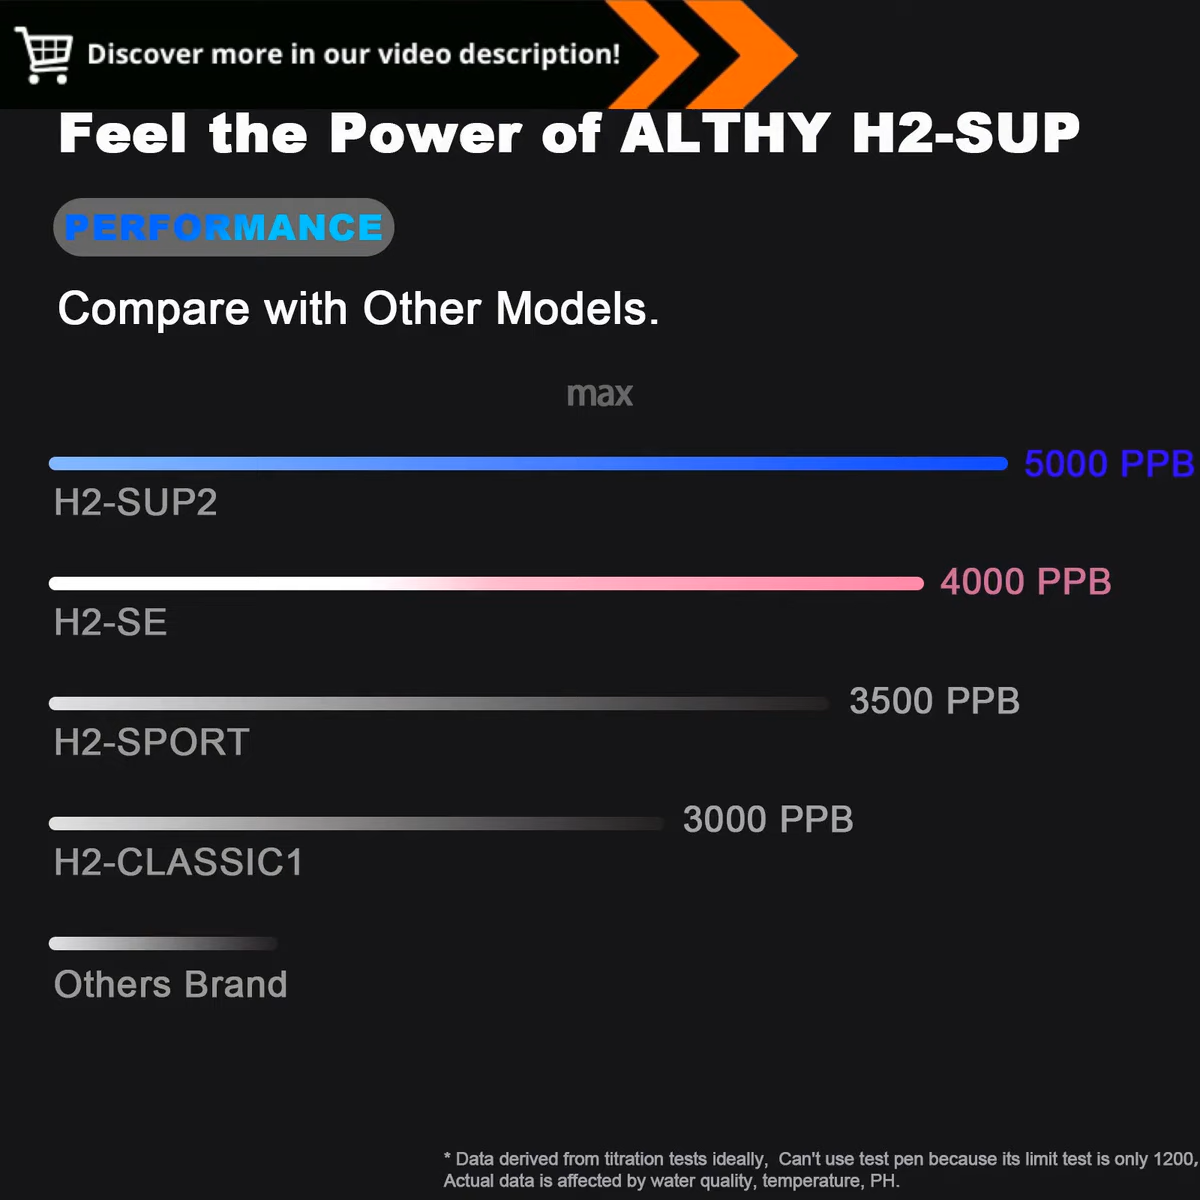 Discover more in our video description!
Feel the Power of ALTHY H2-SUP
PERFORMANCE
Compare with Other Models.
max
5000 PPB
H2-SUP2
4000 PPB
H2-SE
3500 PPB
H2-SPORT
3000 PPB
H2-CLASSIC1
Others Brand
* Data derived from titration tests ideally, Can't use test pen because its limit test is only 1200,
Actual data is affected by water quality, temperature, PH.